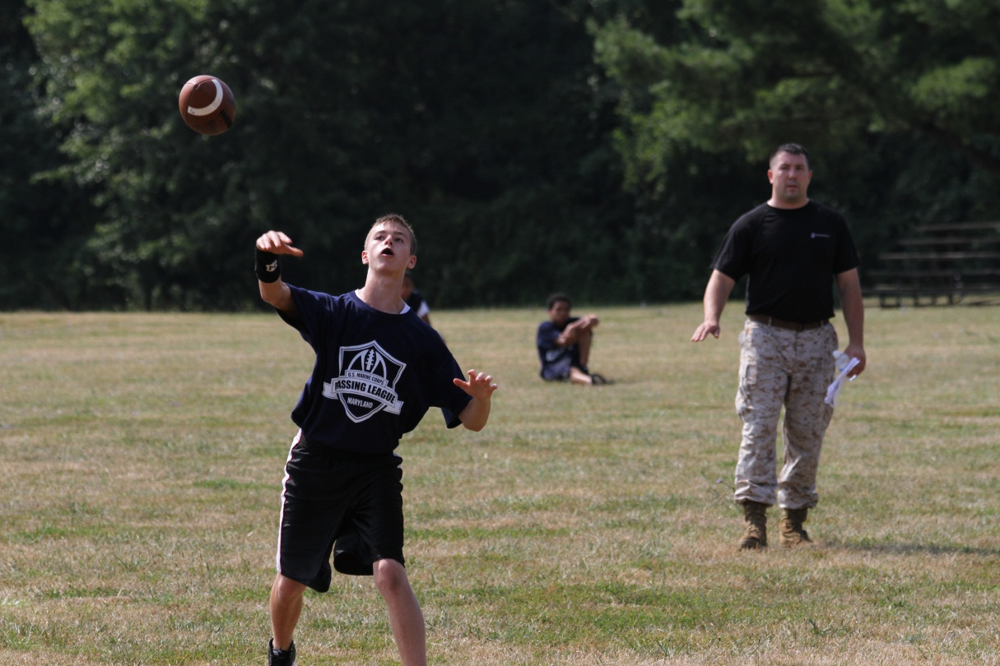 U.S. MARINE CORPS
PASSING LEAGUE
MARYLAND